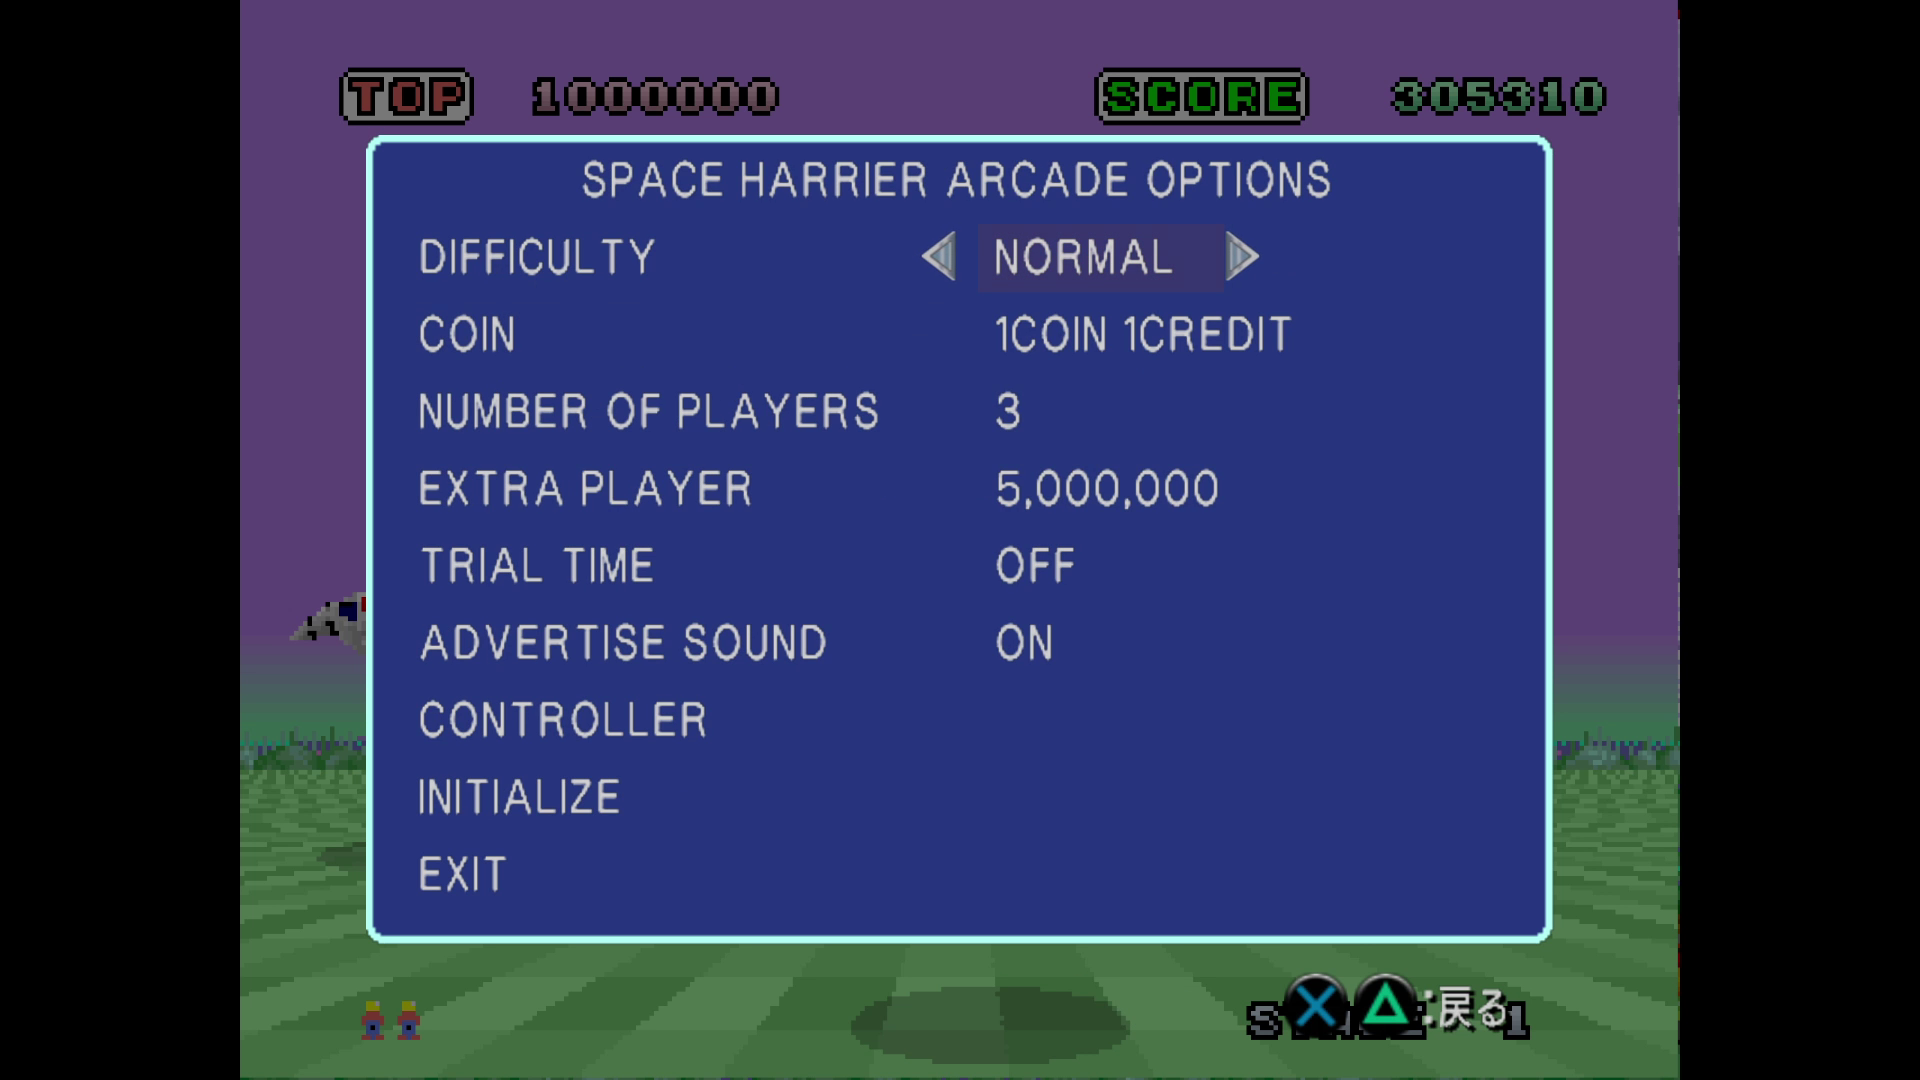 TOP 1000000 SCORE 305310
SPACE HARRIER ARCADE OPTIONS
DIFFICULTY NORMAL
COIN 1COIN 1CREDIT
NUMBER OF PLAYERS 3
EXTRA PLAYER 5,000,000
TRIAL TIME OFF
ADVERTISE SOUND ON
CONTROLLER
INITIALIZE
EXIT
:戻る